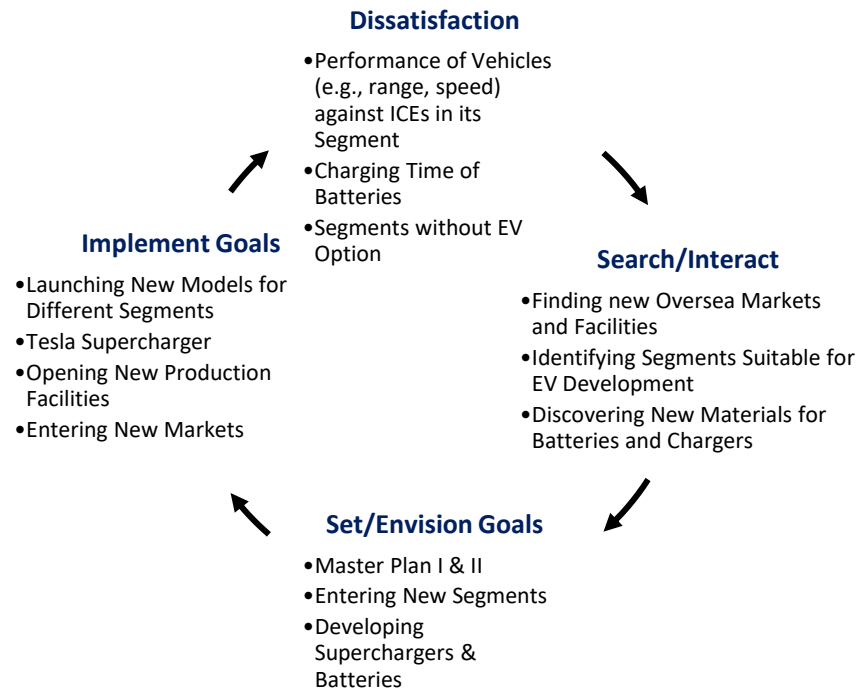 Dissatisfaction
•Performance of Vehicles
(e.g., range, speed)
against ICEs in its
Segment
•Charging Time of
Batteries
•Segments without EV
Option
Search/Interact
•Finding new Oversea Markets
and Facilities
•Identifying Segments Suitable for
EV Development
•Discovering New Materials for
Batteries and Chargers
Set/Envision Goals
•Master Plan I & II
•Entering New Segments
•Developing
Superchargers &
Batteries
Implement Goals
•Launching New Models for
Different Segments
•Tesla Supercharger
•Opening New Production
Facilities
•Entering New Markets